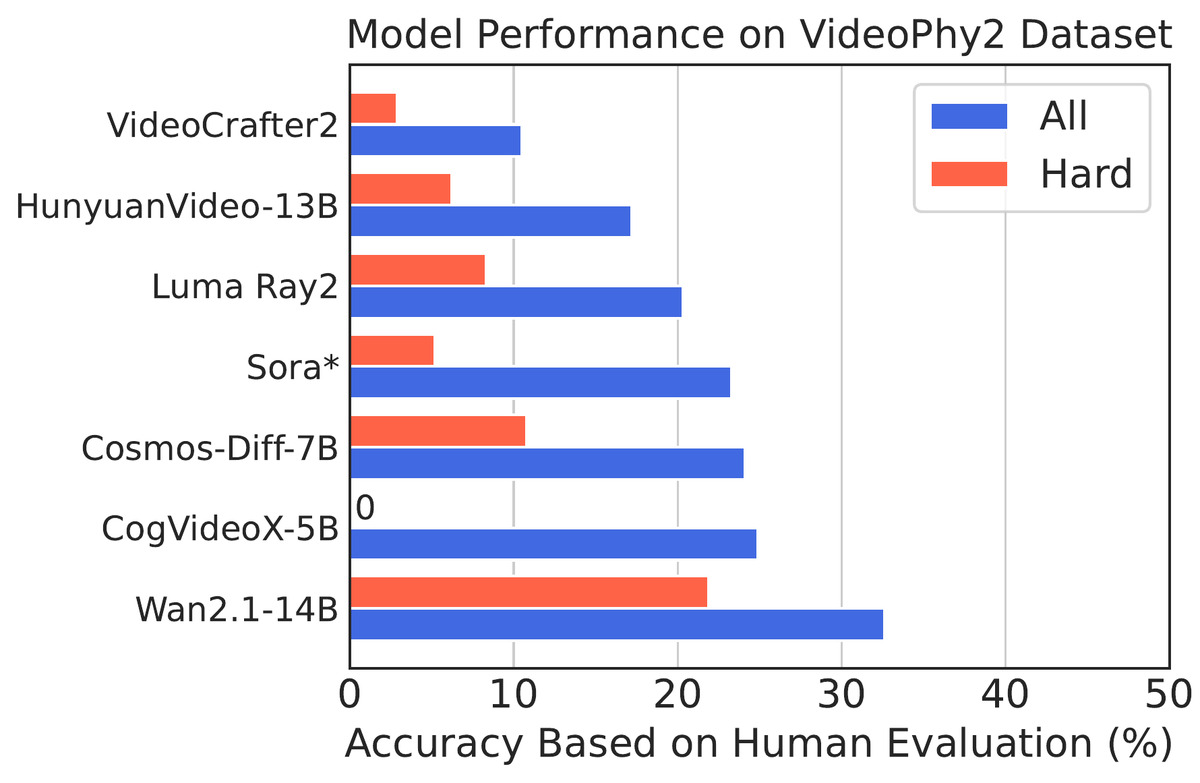 Model Performance on VideoPhy2 Dataset
All
Hard
VideoCrafter2
HunyuanVideo-13B
Luma Ray2
Sora*
Cosmos-Diff-7B
0
CogVideoX-5B
Wan2.1-14B
0 10 20 30 40 50
Accuracy Based on Human Evaluation (%)